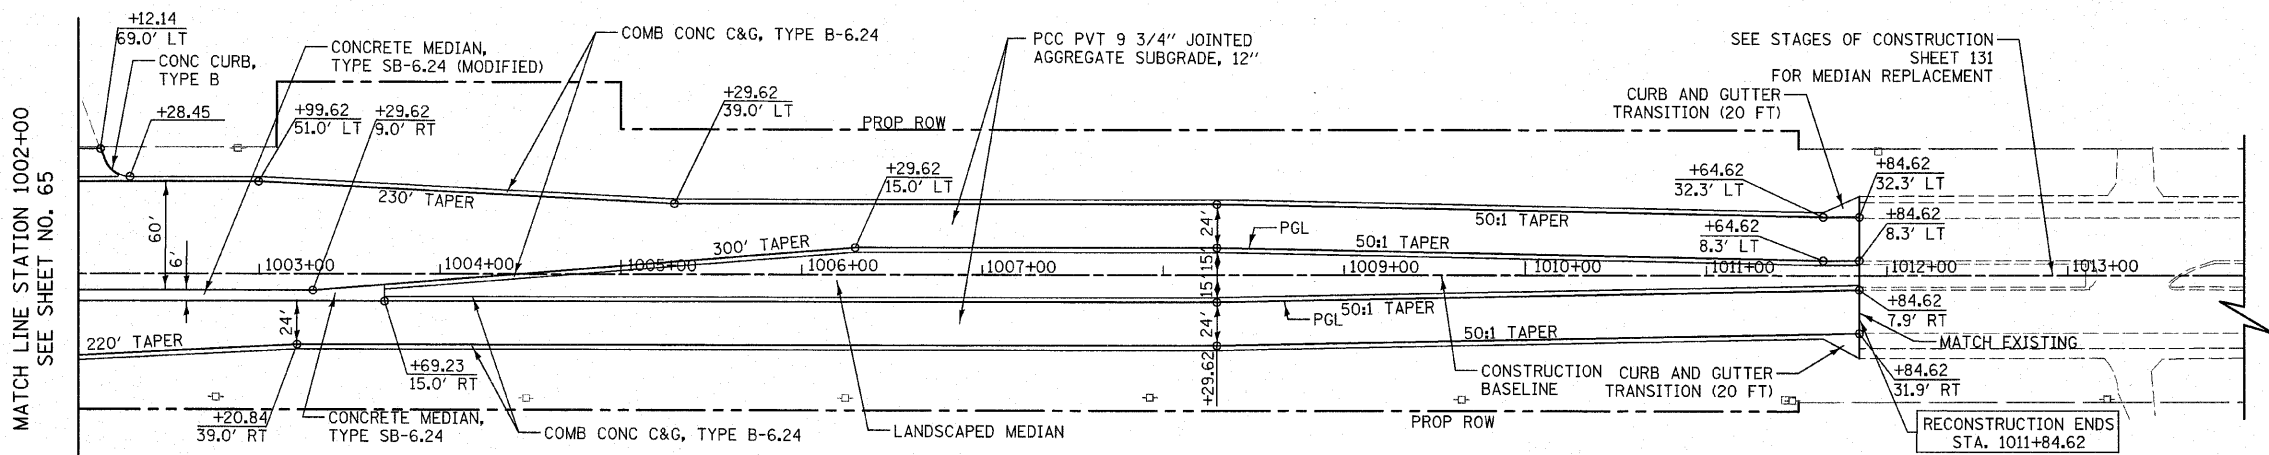 MATCH LINE STATION 1002+00
SEE SHEET NO. 65
+12.14
69.0' LT
CONC CURB,
TYPE B
+28.45
CONCRETE MEDIAN,
TYPE SB-6.24 (MODIFIED)
+99.62
51.0' LT
+29.62
9.0' RT
COMB CONC C&G, TYPE B-6.24
+29.62
39.0' LT
PROP ROW
PCC PVT 9 3/4" JOINTED
AGGREGATE SUBGRADE, 12"
SEE STAGES OF CONSTRUCTION
SHEET 131
FOR MEDIAN REPLACEMENT
CURB AND GUTTER
TRANSITION (20 FT)
+29.62
15.0' LT
+64.62
32.3' LT
+84.62
32.3' LT
230' TAPER
60'
6'
300' TAPER
24'
PGL
50:1 TAPER
50:1 TAPER
+64.62
8.3' LT
+84.62
8.3' LT
1003+00
1004+00
1005+00
1006+00
1007+00
15'
15'
1009+00
1010+00
1011+00
1012+00
1013+00
24'
220' TAPER
24'
PGL
50:1 TAPER
50:1 TAPER
+84.62
7.9' RT
MATCH EXISTING
+69.23
15.0' RT
+29.62
CONSTRUCTION
BASELINE
CURB AND GUTTER
TRANSITION (20 FT)
+84.62
31.9' RT
+20.84
39.0' RT
CONCRETE MEDIAN,
TYPE SB-6.24
COMB CONC C&G, TYPE B-6.24
LANDSCAPED MEDIAN
PROP ROW
RECONSTRUCTION ENDS
STA. 1011+84.62